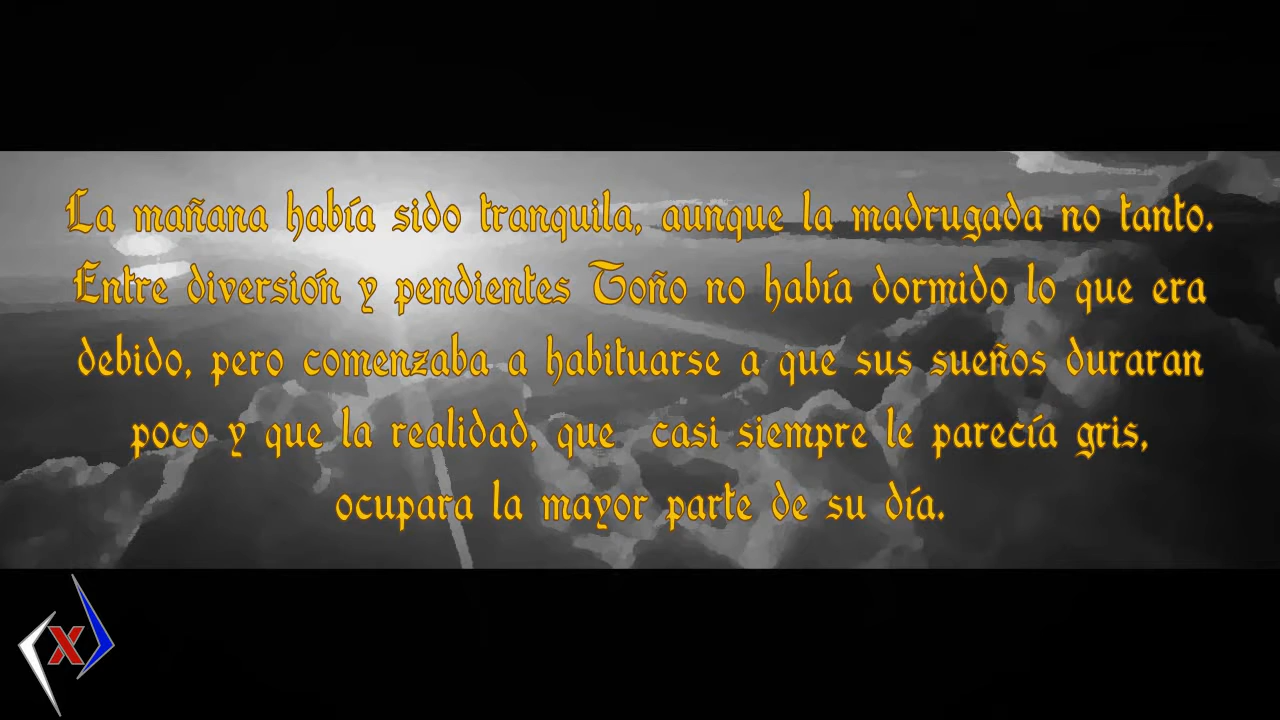 La mañana había sido tranquila, aunque la madrugada no tanto.
Entre diversión y pendientes Toño no había dormido lo que era
debido, pero comenzaba a habituarse a que sus sueños duraran
poco y que la realidad, que casi siempre le parecía gris,
ocupara la mayor parte de su día.
X